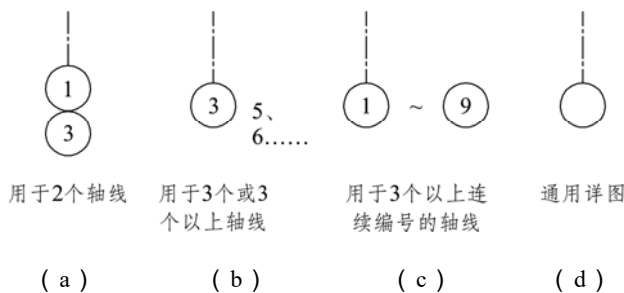 1
3
3
5、
6……
1 ~ 9
用于2个轴线
用于3个或3
个以上轴线
用于3个以上连
续编号的轴线
通用详图
(a)
(b)
(c)
(d)